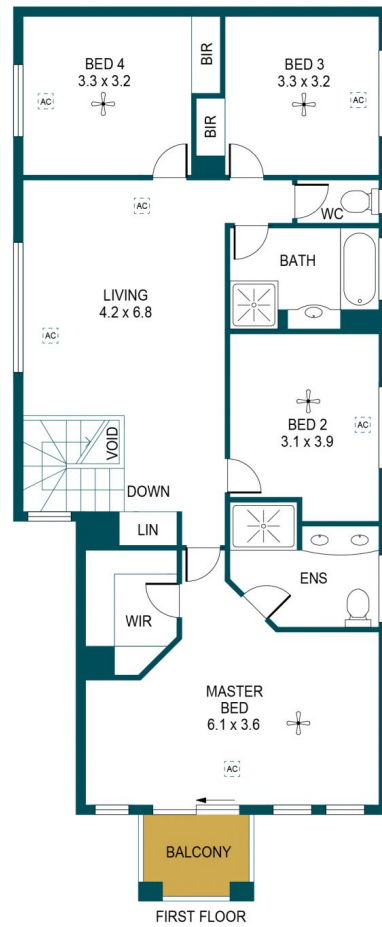 BED 4
3.3 x 3.2
BIR
BED 3
3.3 x 3.2
AC
AC
BIR
AC
WC
BATH
LIVING
4.2 x 6.8
AC
BED 2
3.1 x 3.9
AC
VOID
DOWN
LIN
ENS
WIR
MASTER
BED
6.1 x 3.6
AC
BALCONY
FIRST FLOOR